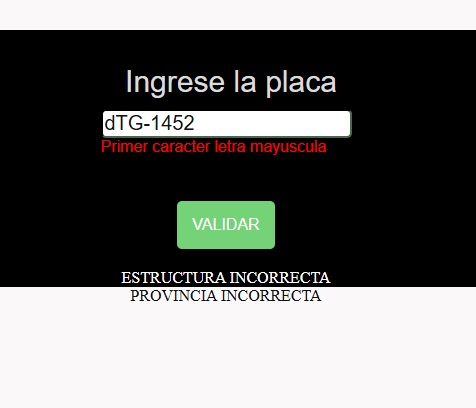 Ingrese la placa
dTG-1452
Primer caracter letra mayuscula
VALIDAR
ESTRUCTURA INCORRECTA
PROVINCIA INCORRECTA